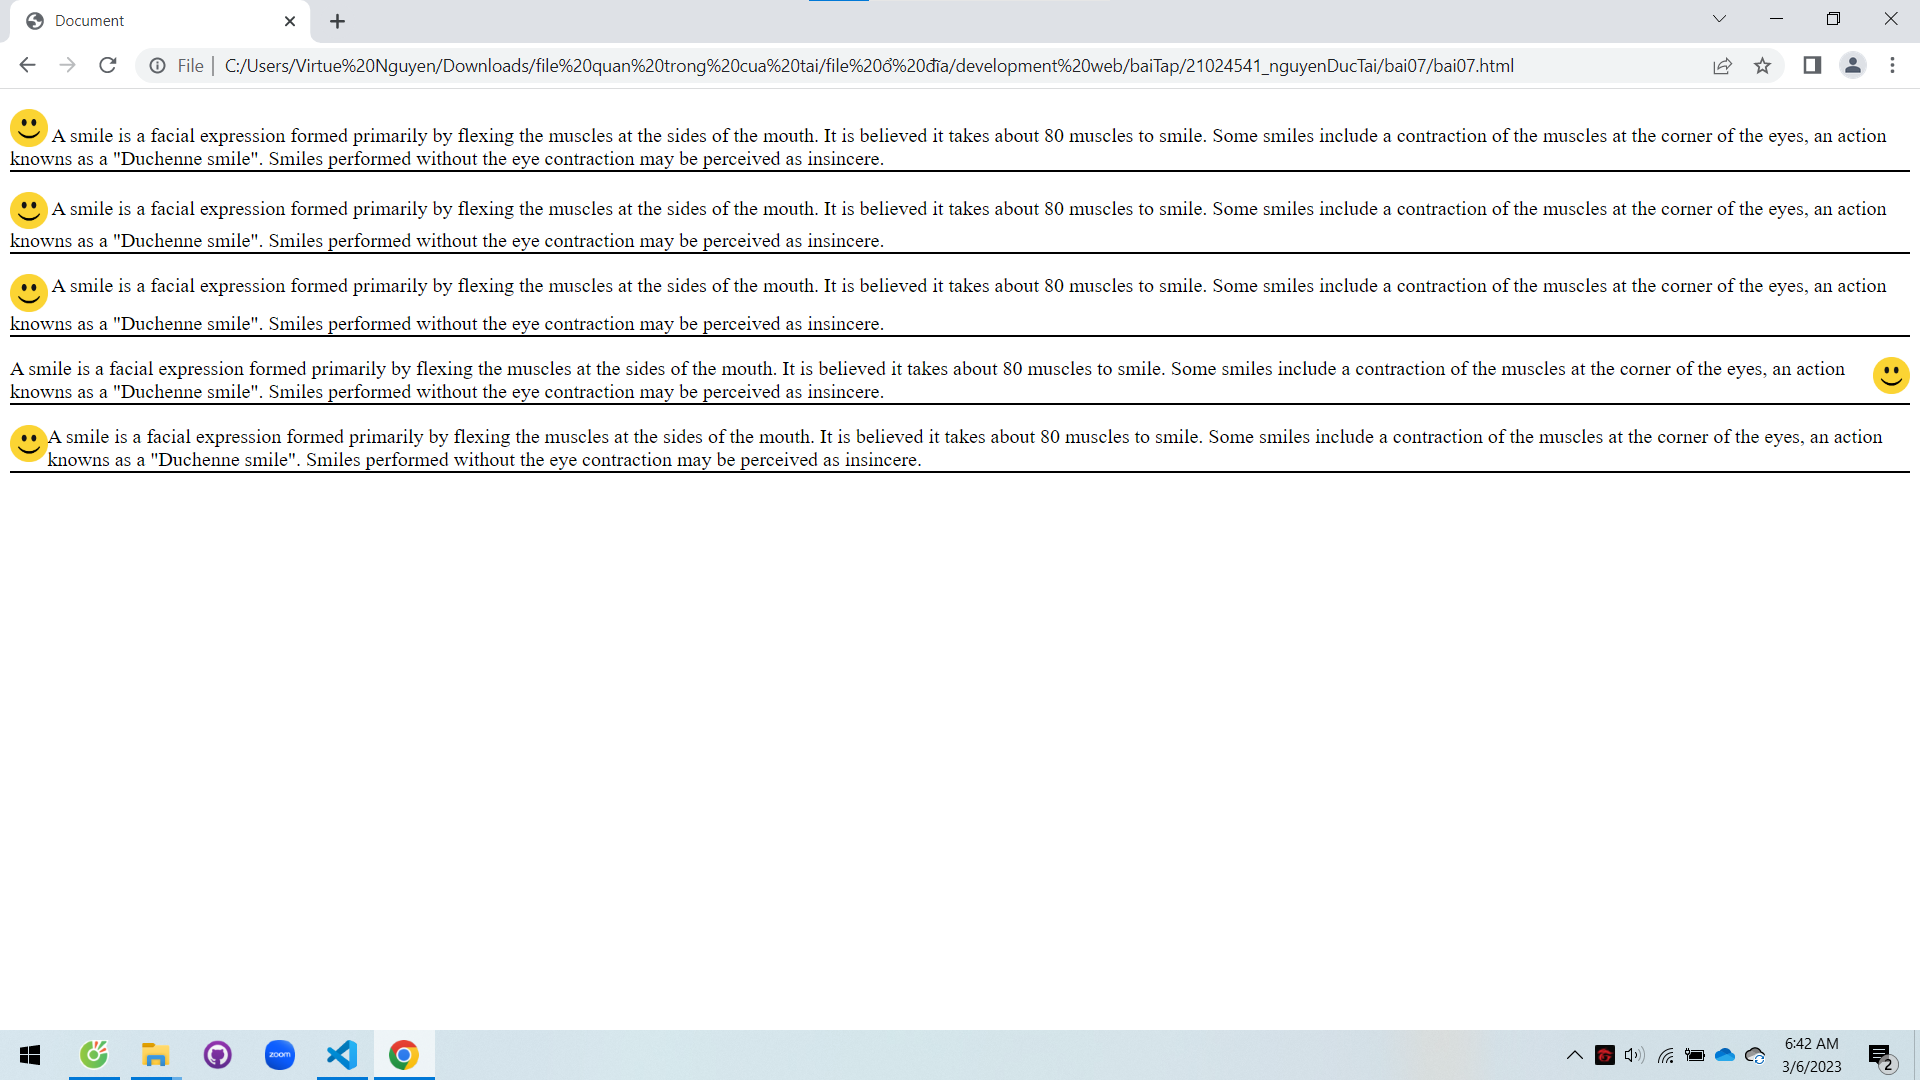 Document
File
C:/Users/Virtue%20Nguyen/Downloads/file%20quan%20trong%20cua%20tai/file%20ổ%20đĩa/development%20web/baiTap/21024541_nguyenDucTai/bai07/bai07.html
A smile is a facial expression formed primarily by flexing the muscles at the sides of the mouth. It is believed it takes about 80 muscles to smile. Some smiles include a contraction of the muscles at the corner of the eyes, an action
knowns as a "Duchenne smile". Smiles performed without the eye contraction may be perceived as insincere.
A smile is a facial expression formed primarily by flexing the muscles at the sides of the mouth. It is believed it takes about 80 muscles to smile. Some smiles include a contraction of the muscles at the corner of the eyes, an action
knowns as a "Duchenne smile". Smiles performed without the eye contraction may be perceived as insincere.
A smile is a facial expression formed primarily by flexing the muscles at the sides of the mouth. It is believed it takes about 80 muscles to smile. Some smiles include a contraction of the muscles at the corner of the eyes, an action
knowns as a "Duchenne smile". Smiles performed without the eye contraction may be perceived as insincere.
A smile is a facial expression formed primarily by flexing the muscles at the sides of the mouth. It is believed it takes about 80 muscles to smile. Some smiles include a contraction of the muscles at the corner of the eyes, an action
knowns as a "Duchenne smile". Smiles performed without the eye contraction may be perceived as insincere.
A smile is a facial expression formed primarily by flexing the muscles at the sides of the mouth. It is believed it takes about 80 muscles to smile. Some smiles include a contraction of the muscles at the corner of the eyes, an action
knowns as a "Duchenne smile". Smiles performed without the eye contraction may be perceived as insincere.
zoom
6:42 AM
3/6/2023
2